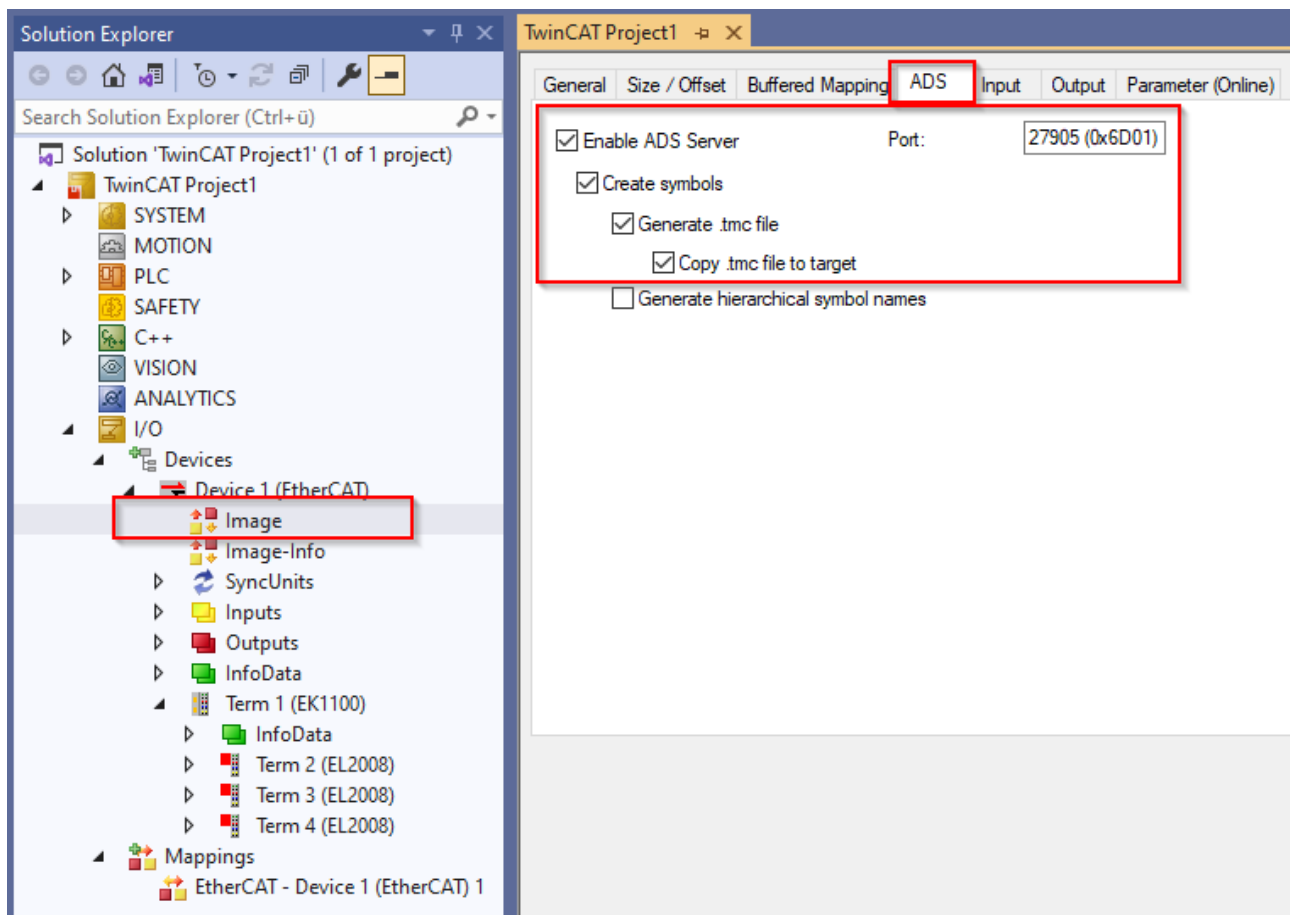 Solution Explorer
Search Solution Explorer (Ctrl+ü)
Solution 'TwinCAT Project1' (1 of 1 project)
TwinCAT Project1
SYSTEM
MOTION
PLC
SAFETY
C++
VISION
ANALYTICS
I/O
Devices
Device 1 (EtherCAT)
Image
Image-Info
SyncUnits
Inputs
Outputs
InfoData
Term 1 (EK1100)
InfoData
Term 2 (EL2008)
Term 3 (EL2008)
Term 4 (EL2008)
Mappings
EtherCAT - Device 1 (EtherCAT) 1
TwinCAT Project1
General Size / Offset Buffered Mapping ADS Input Output Parameter (Online)
Enable ADS Server Port: 27905 (0x6D01)
Create symbols
Generate .tmc file
Copy .tmc file to target
Generate hierarchical symbol names